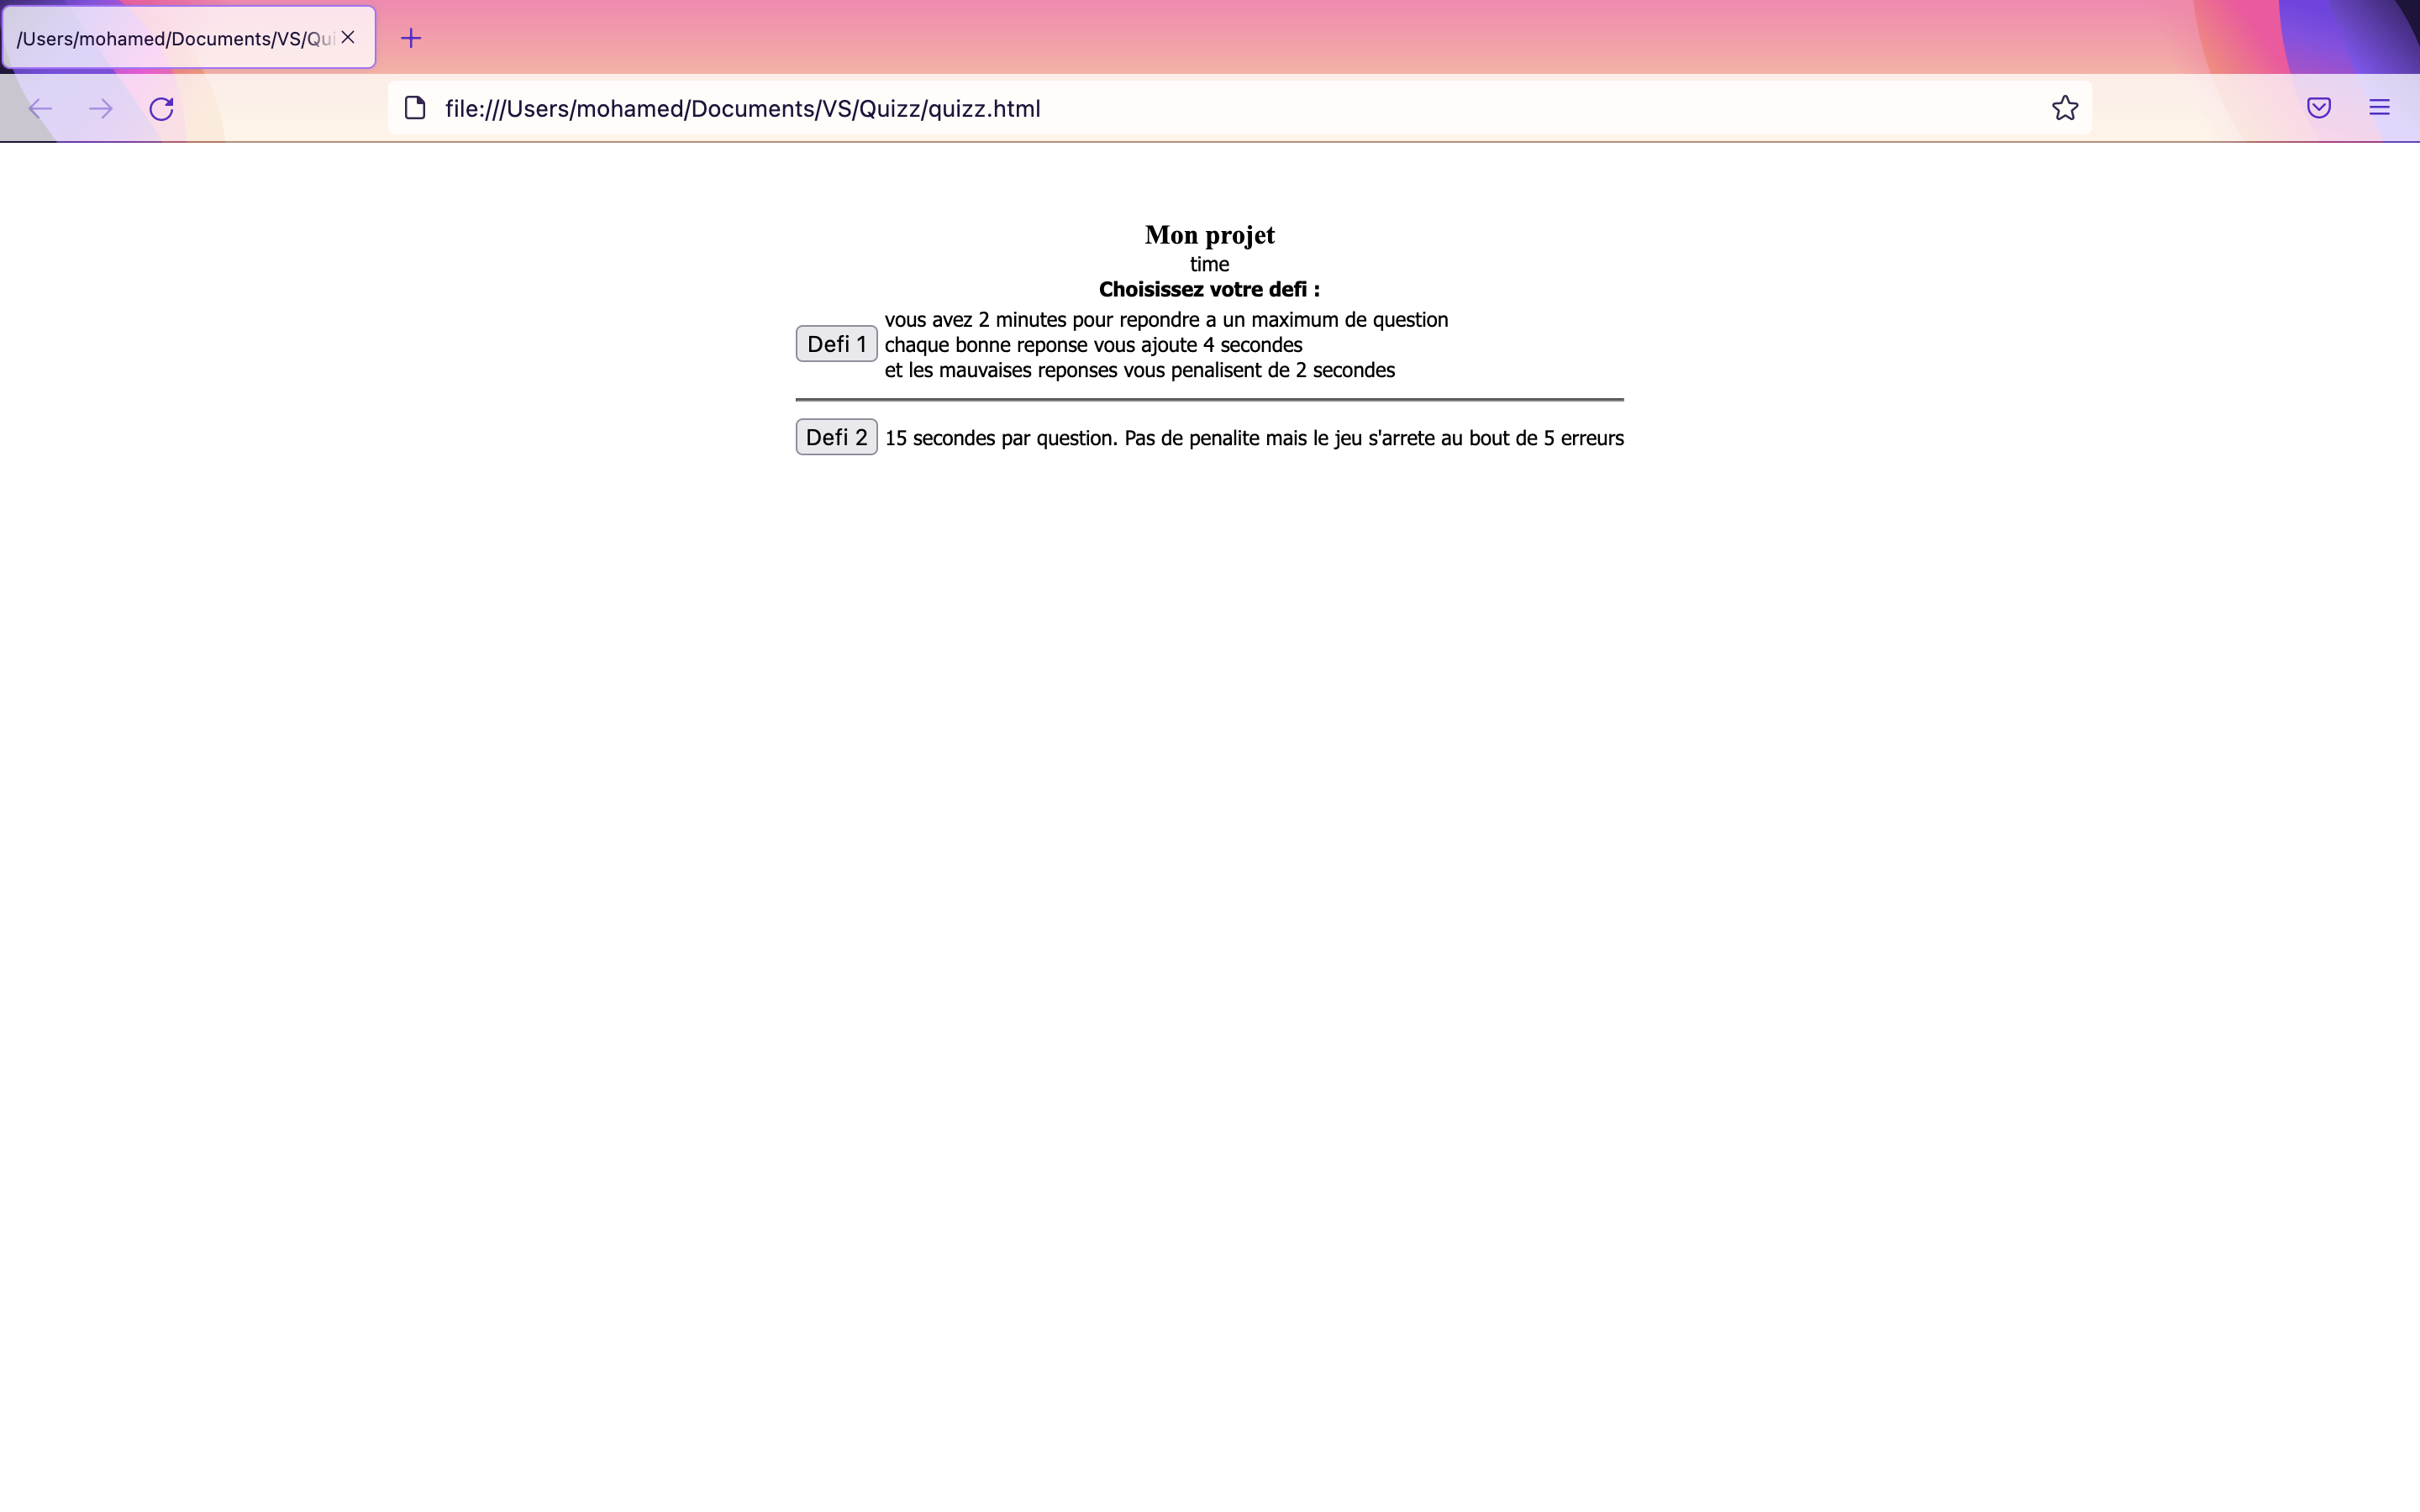 /Users/mohamed/Documents/VS/Qui
file:///Users/mohamed/Documents/VS/Quizz/quizz.html
Mon projet
time
Choisissez votre defi :
Defi 1
vous avez 2 minutes pour repondre a un maximum de question
chaque bonne reponse vous ajoute 4 secondes
et les mauvaises reponses vous penalisent de 2 secondes
Defi 2 15 secondes par question. Pas de penalite mais le jeu s'arrete au bout de 5 erreurs